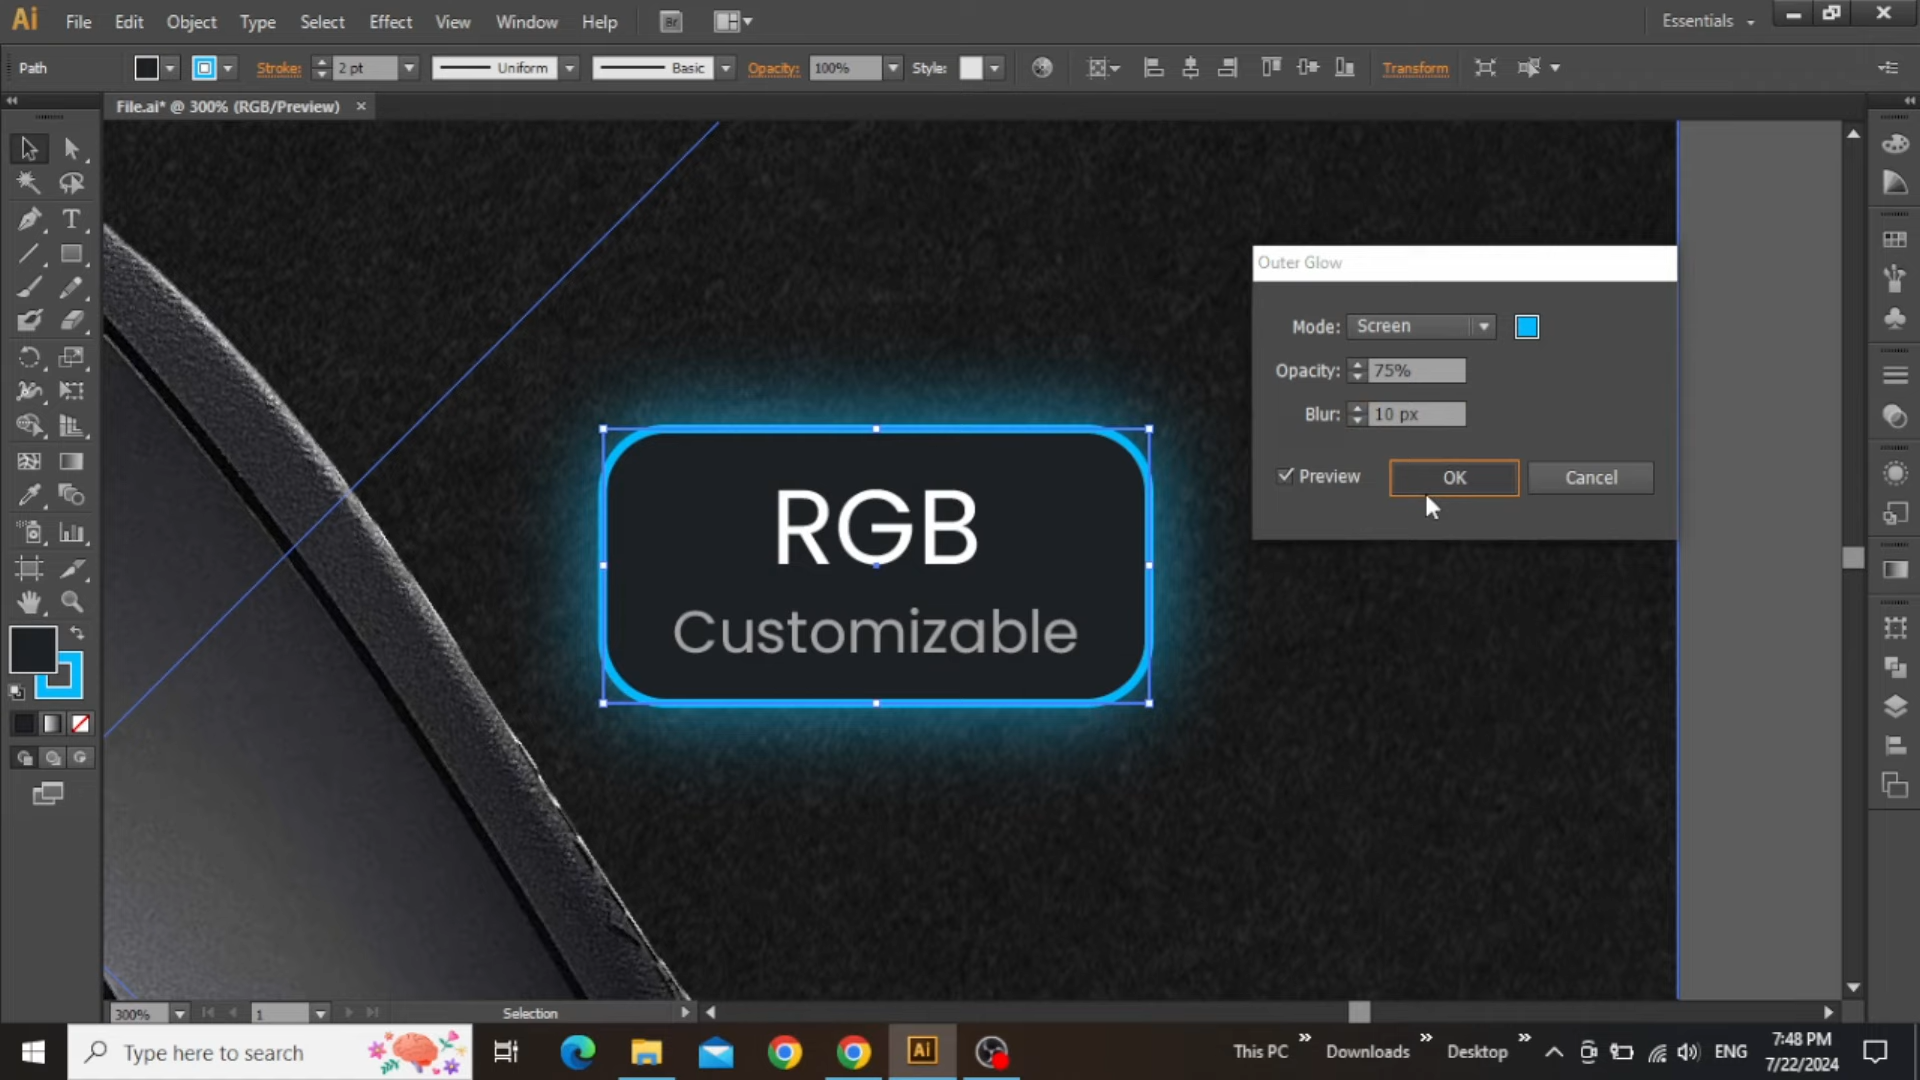 Ai File Edit Object Type Select Effect View Window Help Br Essentials
Path Stroke: 2 pt Uniform Basic Opacity: 100% Style: Transform
File.ai* @ 300% (RGB/Preview) ×
T
Outer Glow
Mode: Screen
Opacity: 75%
Blur: 10 px
Preview OK Cancel
RGB
Customizable
300% 1 Selection
Type here to search Ai This PC » Downloads » Desktop » ENG 7:48 PM
7/22/2024